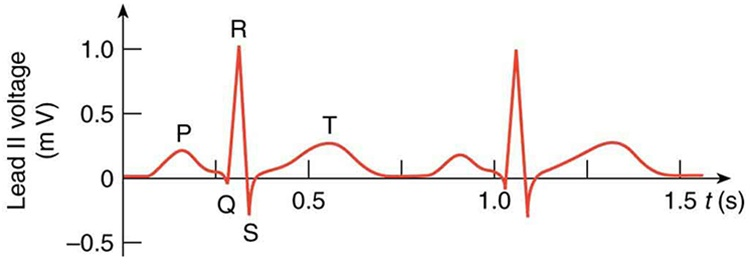 Lead II voltage
(m V)
1.0
0.5
0
–0.5
P
Q
R
S
T
0.5
1.0
1.5 t (s)